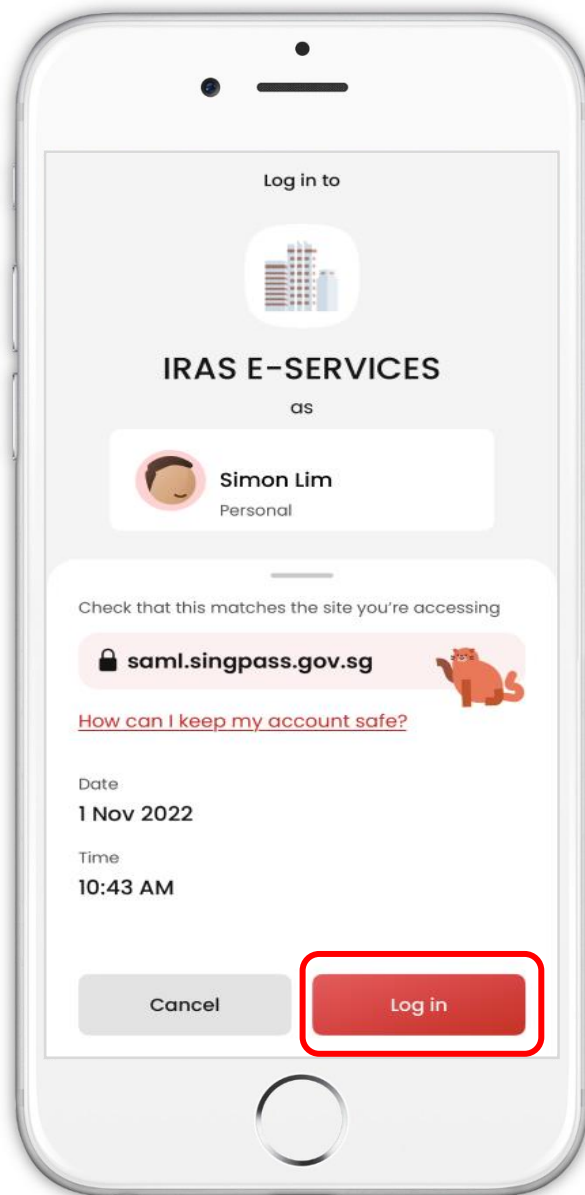 Log in to
IRAS E-SERVICES
as
Simon Lim
Personal
Check that this matches the site you're accessing
saml.singpass.gov.sg
How can I keep my account safe?
Date
1 Nov 2022
Time
10:43 AM
Cancel
Log in